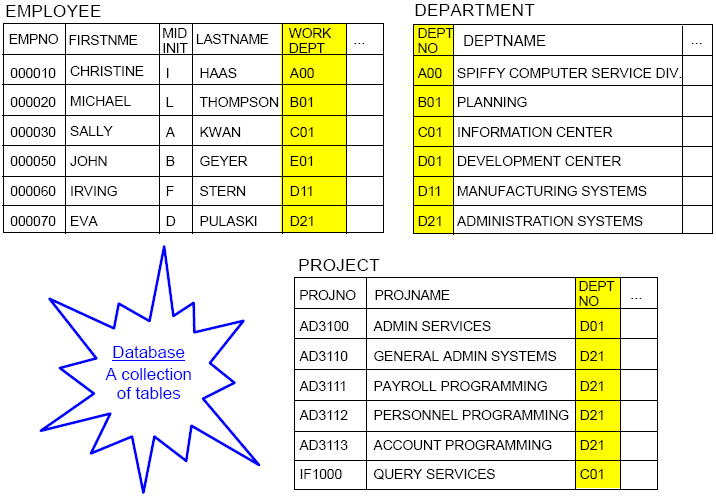 EMPLOYEE
EMPNO FIRSTNME MID INIT LASTNAME WORK DEPT ...
000010 CHRISTINE I HAAS A00
000020 MICHAEL L THOMPSON B01
000030 SALLY A KWAN C01
000050 JOHN B GEYER E01
000060 IRVING F STERN D11
000070 EVA D PULASKI D21
DEPARTMENT
DEPT NO DEPTNAME ...
A00 SPIFFY COMPUTER SERVICE DIV.
B01 PLANNING
C01 INFORMATION CENTER
D01 DEVELOPMENT CENTER
D11 MANUFACTURING SYSTEMS
D21 ADMINISTRATION SYSTEMS
Database
A collection
of tables
PROJECT
PROJNO PROJNAME DEPT NO ...
AD3100 ADMIN SERVICES D01
AD3110 GENERAL ADMIN SYSTEMS D21
AD3111 PAYROLL PROGRAMMING D21
AD3112 PERSONNEL PROGRAMMING D21
AD3113 ACCOUNT PROGRAMMING D21
IF1000 QUERY SERVICES C01